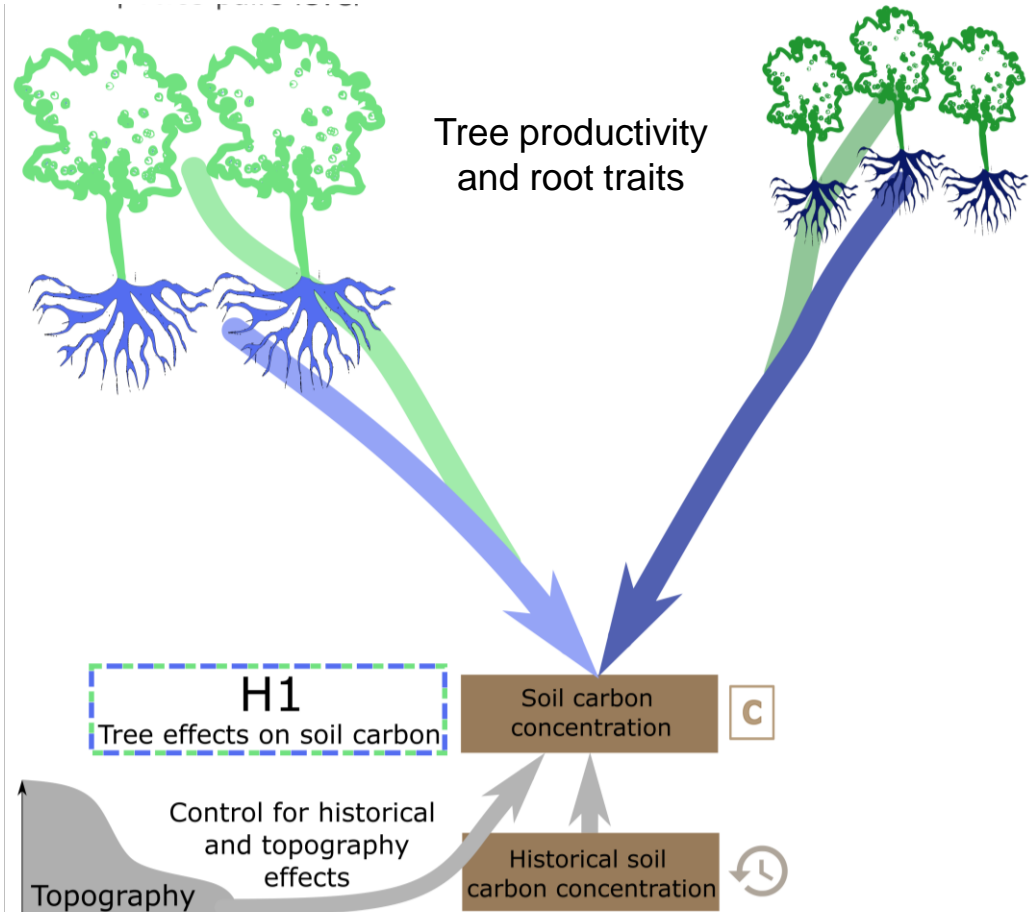 Tree productivity
and root traits
H1
Tree effects on soil carbon
Soil carbon
concentration
C
Control for historical
and topography
effects
Historical soil
carbon concentration
Topography